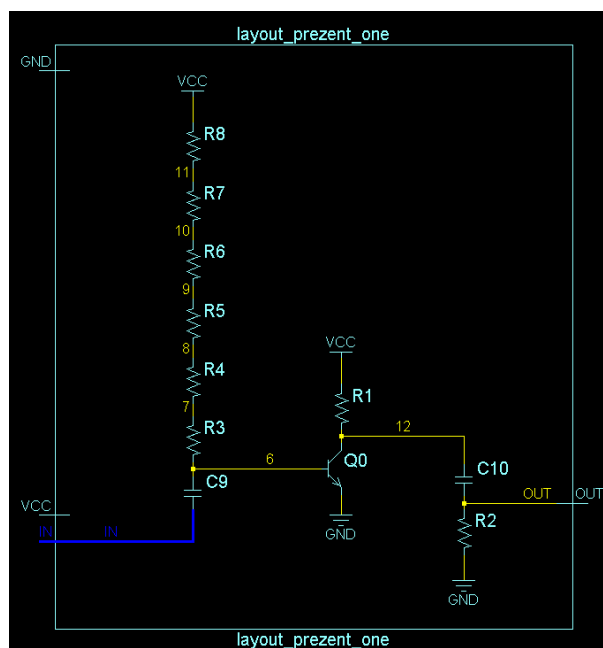 layout_prezent_one
GND
VCC
R8
11
R7
10
R6
9
R5
8
R4
7
R3
6
C9
VCC
R1
12
Q0
C10
OUT OUT
R2
GND
GND
VCC
IN IN
layout_prezent_one